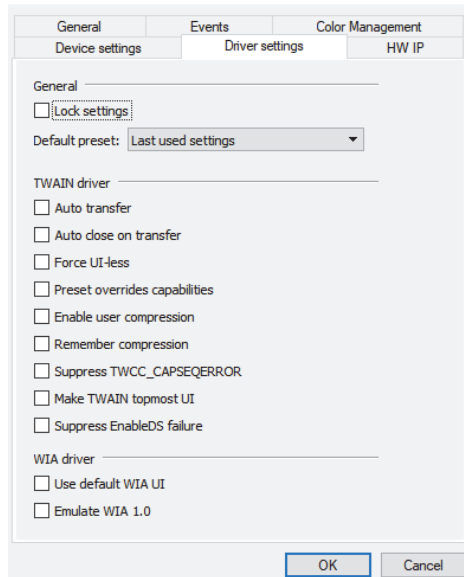 General Events Color Management
Device settings Driver settings HW IP
General
Lock settings
Default preset: Last used settings
TWAIN driver
Auto transfer
Auto close on transfer
Force UI-less
Preset overrides capabilities
Enable user compression
Remember compression
Suppress TWCC_CAPSEQERROR
Make TWAIN topmost UI
Suppress EnableDS failure
WIA driver
Use default WIA UI
Emulate WIA 1.0
OK Cancel